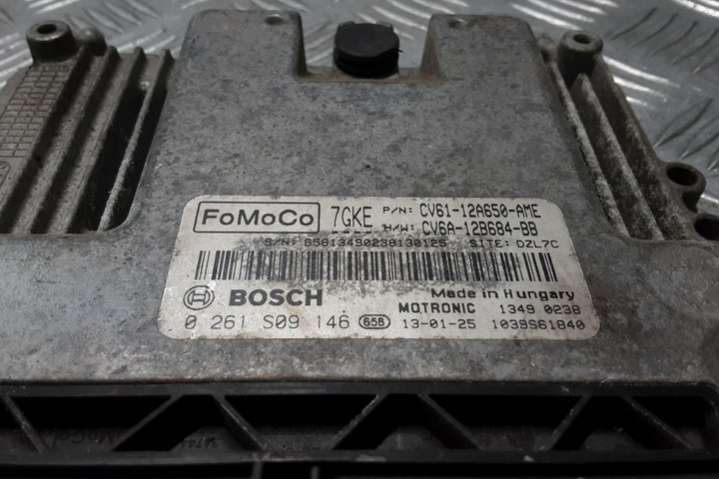 FoMoCo 7GKE P/N: CV61-12A650-AME
H/W: CV6A-12B684-BB
S/N: 65813490238130125 SITE: DZL7C
BOSCH Made in Hungary
MOTRONIC 1349 0238
0 261 S09 146 658 13-01-25 1039S61840